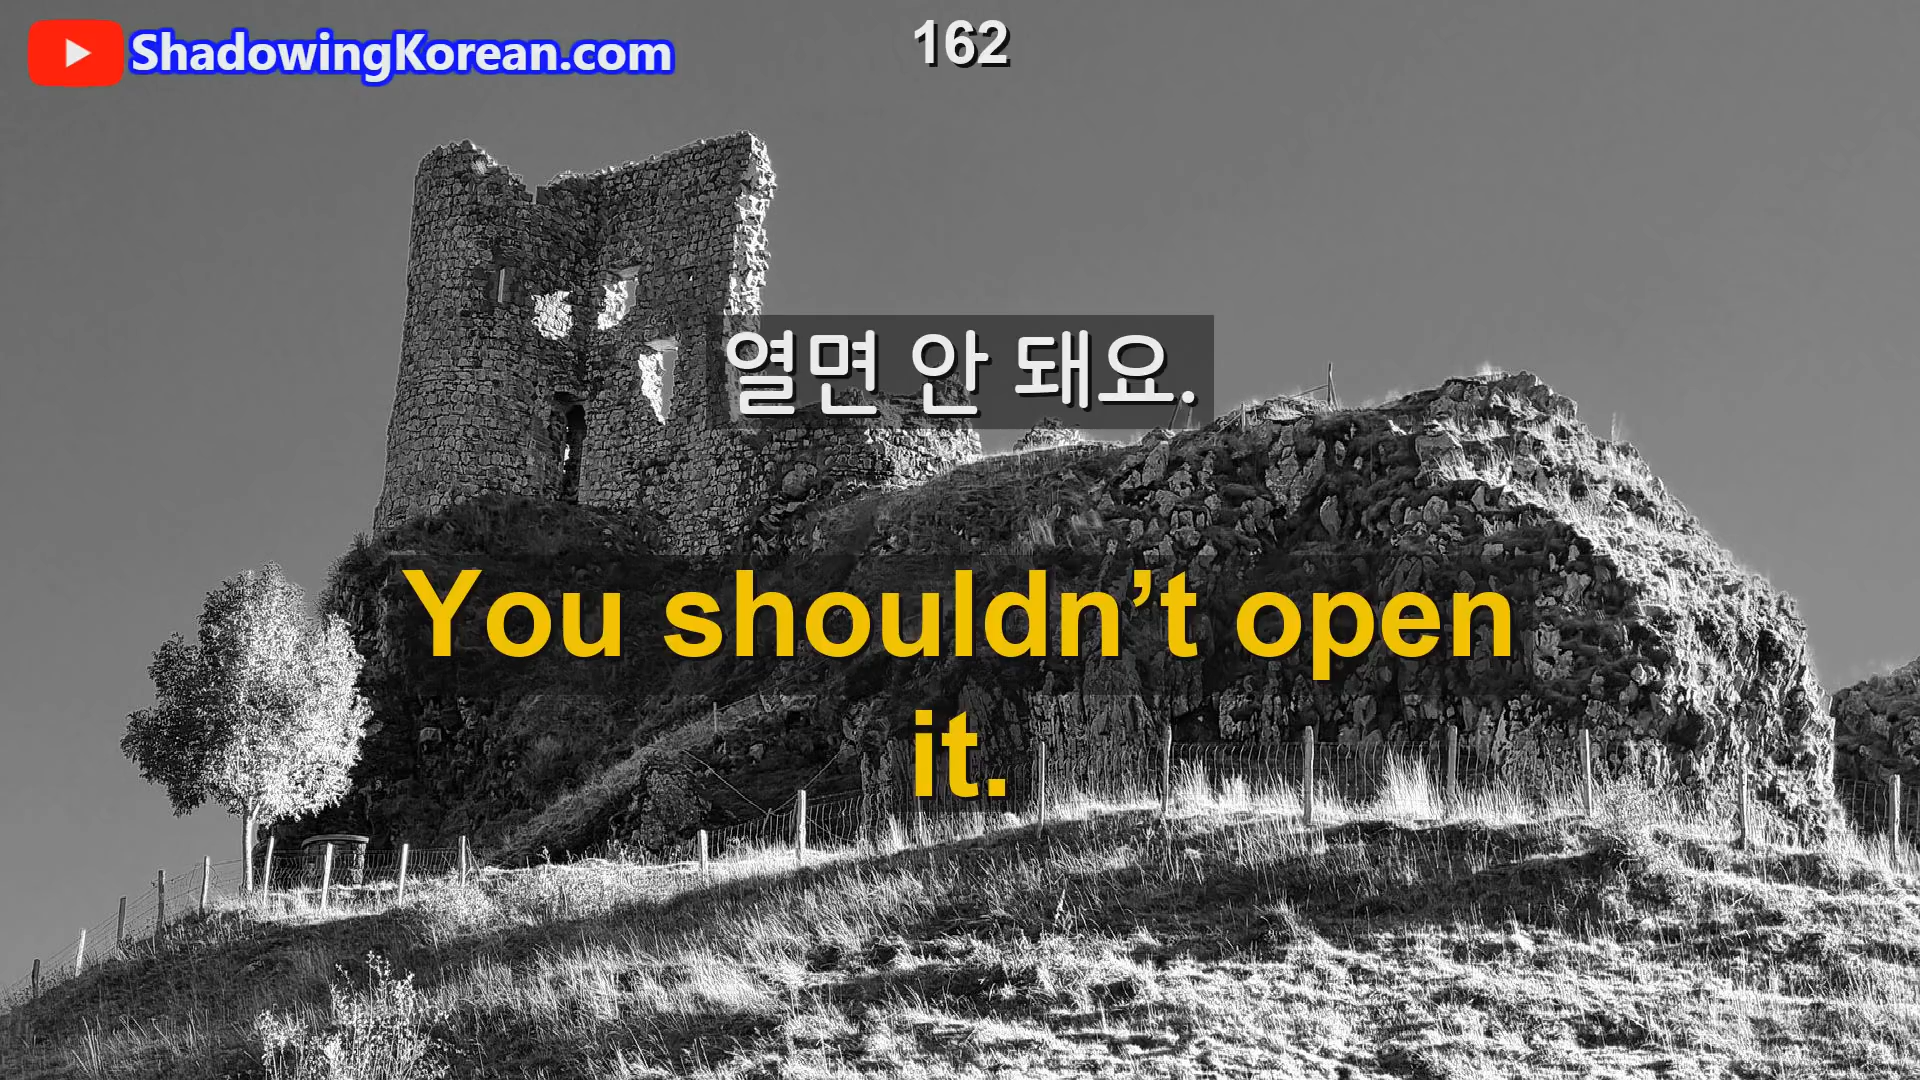 ShadowingKorean.com
162
열면 안 돼요.
You shouldn’t open
it.